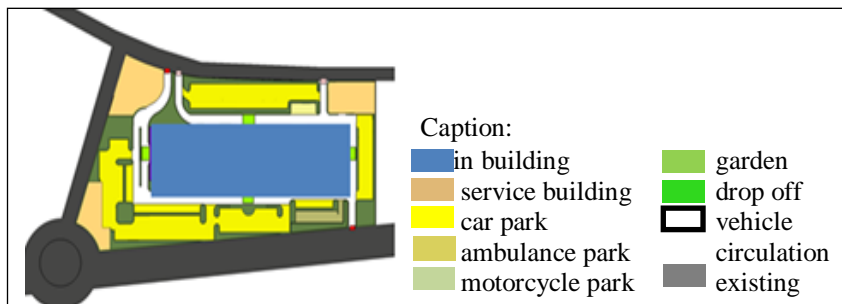 Caption:
in building
service building
car park
ambulance park
motorcycle park
garden
drop off
vehicle
circulation
existing